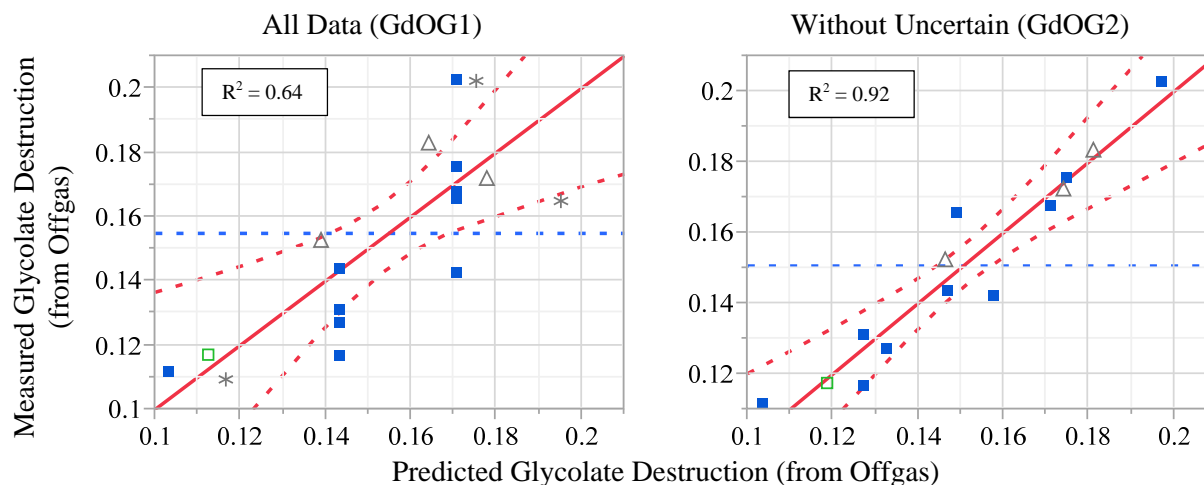 All Data (GdOG1)
Without Uncertain (GdOG2)
Measured Glycolate Destruction
(from Offgas)
R² = 0.64
0.2
0.18
0.16
0.14
0.12
0.1
0.1 0.12 0.14 0.16 0.18 0.2
R² = 0.92
0.2
0.18
0.16
0.14
0.12
0.1 0.12 0.14 0.16 0.18 0.2
Predicted Glycolate Destruction (from Offgas)